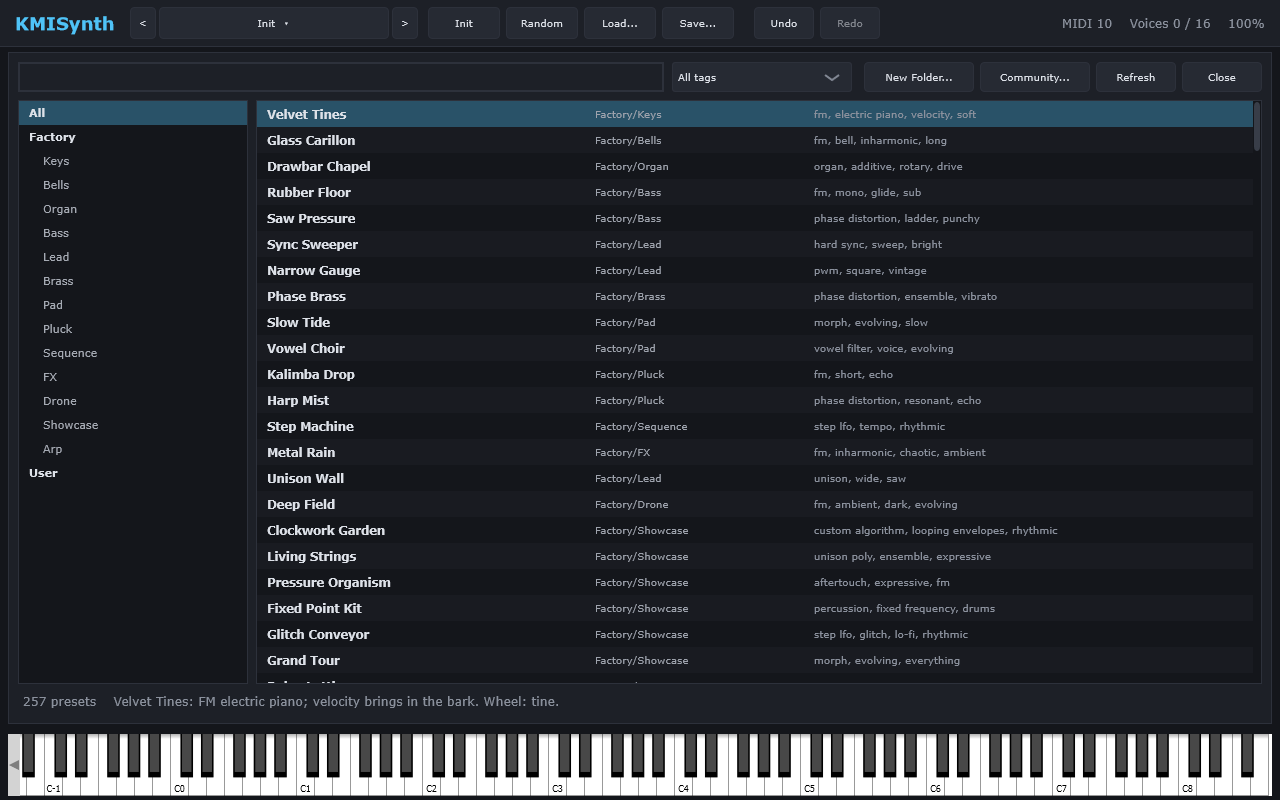 KMISynth < Init > Init Random Load... Save... Undo Redo MIDI 10 Voices 0 / 16 100%
All tags New Folder... Community... Refresh Close
All
Factory
Keys
Bells
Organ
Bass
Lead
Brass
Pad
Pluck
Sequence
FX
Drone
Showcase
Arp
User
Velvet Tines Factory/Keys fm, electric piano, velocity, soft
Glass Carillon Factory/Bells fm, bell, inharmonic, long
Drawbar Chapel Factory/Organ organ, additive, rotary, drive
Rubber Floor Factory/Bass fm, mono, glide, sub
Saw Pressure Factory/Bass phase distortion, ladder, punchy
Sync Sweeper Factory/Lead hard sync, sweep, bright
Narrow Gauge Factory/Lead pwm, square, vintage
Phase Brass Factory/Brass phase distortion, ensemble, vibrato
Slow Tide Factory/Pad morph, evolving, slow
Vowel Choir Factory/Pad vowel filter, voice, evolving
Kalimba Drop Factory/Pluck fm, short, echo
Harp Mist Factory/Pluck phase distortion, resonant, echo
Step Machine Factory/Sequence step lfo, tempo, rhythmic
Metal Rain Factory/FX fm, inharmonic, chaotic, ambient
Unison Wall Factory/Lead unison, wide, saw
Deep Field Factory/Drone fm, ambient, dark, evolving
Clockwork Garden Factory/Showcase custom algorithm, looping envelopes, rhythmic
Living Strings Factory/Showcase unison poly, ensemble, expressive
Pressure Organism Factory/Showcase aftertouch, expressive, fm
Fixed Point Kit Factory/Showcase percussion, fixed frequency, drums
Glitch Conveyor Factory/Showcase step lfo, glitch, lo-fi, rhythmic
Grand Tour Factory/Showcase morph, evolving, everything
257 presets Velvet Tines: FM electric piano; velocity brings in the bark. Wheel: tine.
C-1 C0 C1 C2 C3 C4 C5 C6 C7 C8